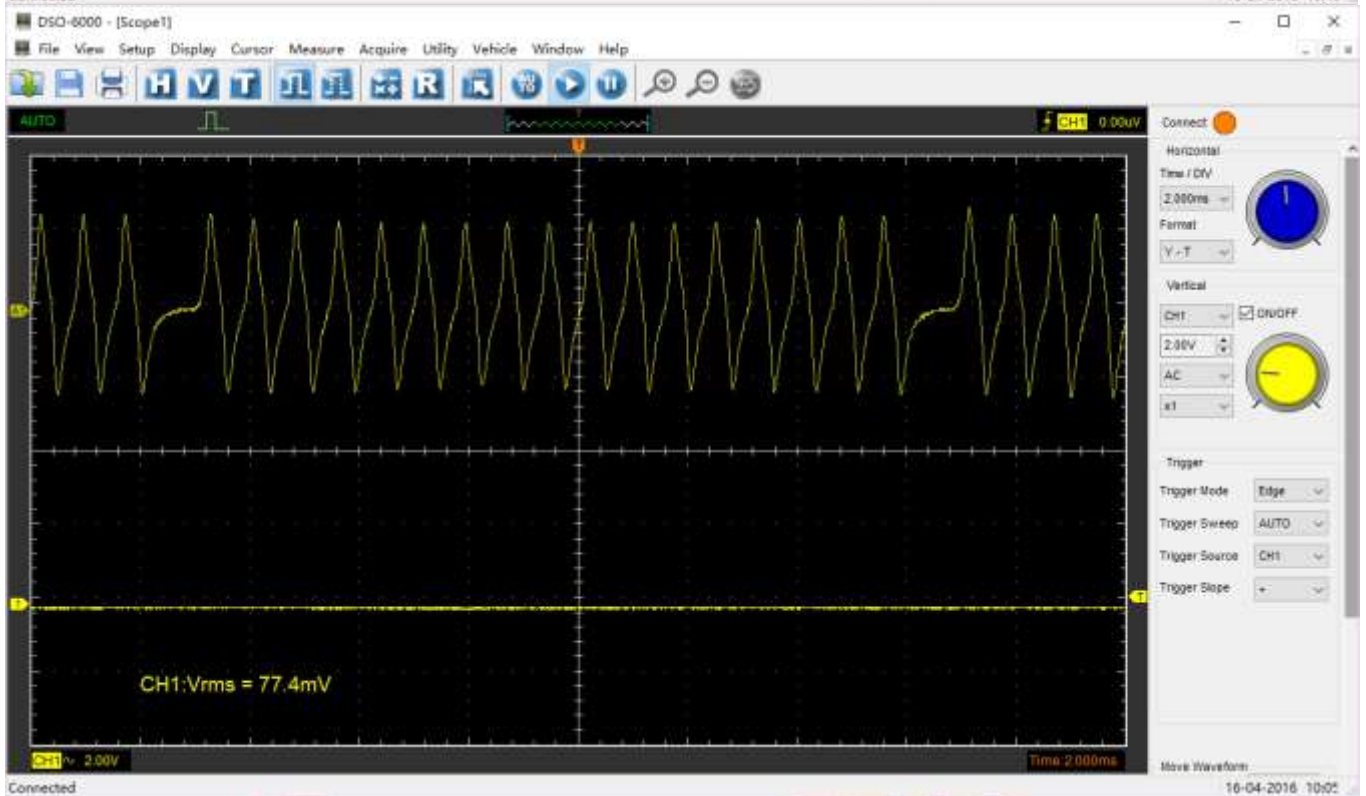 DSO-6000 - [Scope1]
File View Setup Display Cursor Measure Acquire Utility Vehicle Window Help
H V T R
AUTO
T
CH1 0.00uV
Connect
Horizontal
Time / DIV
2.000ms
Format
Y - T
Vertical
CH1 ON/OFF
2.00V
AC
x1
Trigger
Trigger Mode Edge
Trigger Sweep AUTO
Trigger Source CH1
Trigger Slope +
CH1:Vrms = 77.4mV
CH1 2.00V
Time 2.000ms
Move Waveform
Connected
16-04-2016 10:05